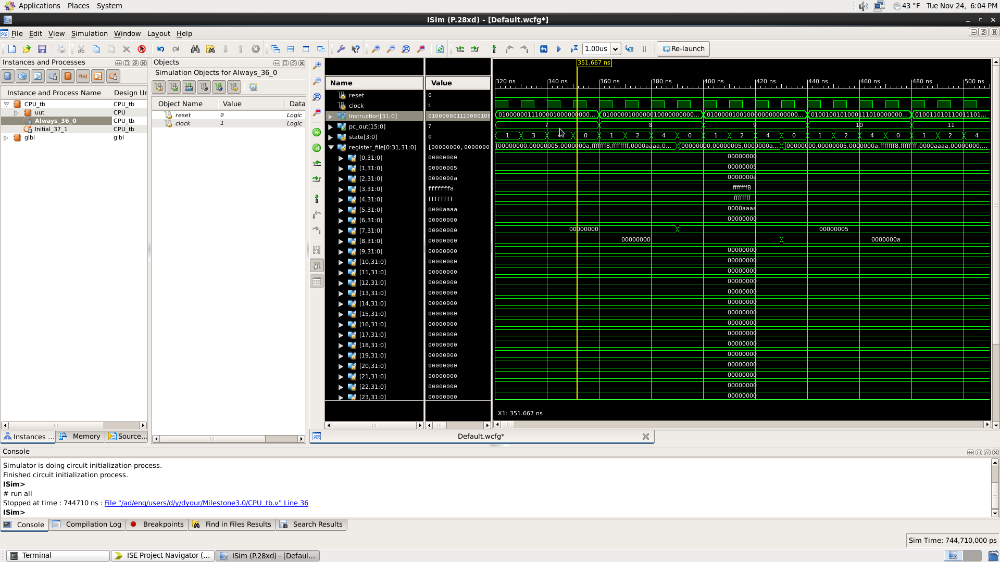 Applications Places System 43 °F Tue Nov 24, 6:04 PM
ISim (P.28xd) - [Default.wcfg*]
File Edit View Simulation Window Layout Help
1.00us Re-launch
Instances and Processes
Instance and Process Name Design Ur
CPU_tb CPU_tb
uut CPU
Always_36_0 CPU_tb
Initial_37_1 CPU_tb
glbl glbl
Instances ... Memory Source...
Objects
Simulation Objects for Always_36_0
Object Name Value Data
reset 0 Logic
clock 1 Logic
351.667 ns
320 ns 340 ns 360 ns 380 ns 400 ns 420 ns 440 ns 460 ns 480 ns 500 ns
Name Value
reset 0
clock 1
Instruction[31:0] 0100000011100001000
pc_out[15:0] 7 7 8 9 10 11
state[3:0] 0 1 3 0 1 2 4 0 1 2 4 0 1 2 4 0 1 2 4
register_file[0:31,31:0] [00000000,0000000 [00000000,00000005,0000000a,fffffff8,ffffffff,0000aaaa,0... [00000000,00000005,0000000a... [00000000,00000005,0000000a,fffffff8,ffffffff,0000aaaa,00000000,...
[0,31:0] 00000000 00000000
[1,31:0] 00000005 00000005
[2,31:0] 0000000a 0000000a
[3,31:0] fffffff8 fffffff8
[4,31:0] ffffffff ffffffff
[5,31:0] 0000aaaa 0000aaaa
[6,31:0] 00000000 00000000
[7,31:0] 00000000 00000000 00000005
[8,31:0] 00000000 00000000 0000000a
[9,31:0] 00000000 00000000
[10,31:0] 00000000 00000000
[11,31:0] 00000000 00000000
[12,31:0] 00000000 00000000
[13,31:0] 00000000 00000000
[14,31:0] 00000000 00000000
[15,31:0] 00000000 00000000
[16,31:0] 00000000 00000000
[17,31:0] 00000000 00000000
[18,31:0] 00000000 00000000
[19,31:0] 00000000 00000000
[20,31:0] 00000000 00000000
[21,31:0] 00000000 00000000
[22,31:0] 00000000 00000000
[23,31:0] 00000000 00000000
X1: 351.667 ns
Default.wcfg*
Console
Simulator is doing circuit initialization process.
Finished circuit initialization process.
ISim>
# run all
Stopped at time : 744710 ns : File "/ad/eng/users/d/y/dyour/Milestone3.0/CPU_tb.v" Line 36
ISim>
Console Compilation Log Breakpoints Find in Files Results Search Results
Sim Time: 744,710,000 ps
Terminal ISE Project Navigator (... ISim (P.28xd) - [Defaul...